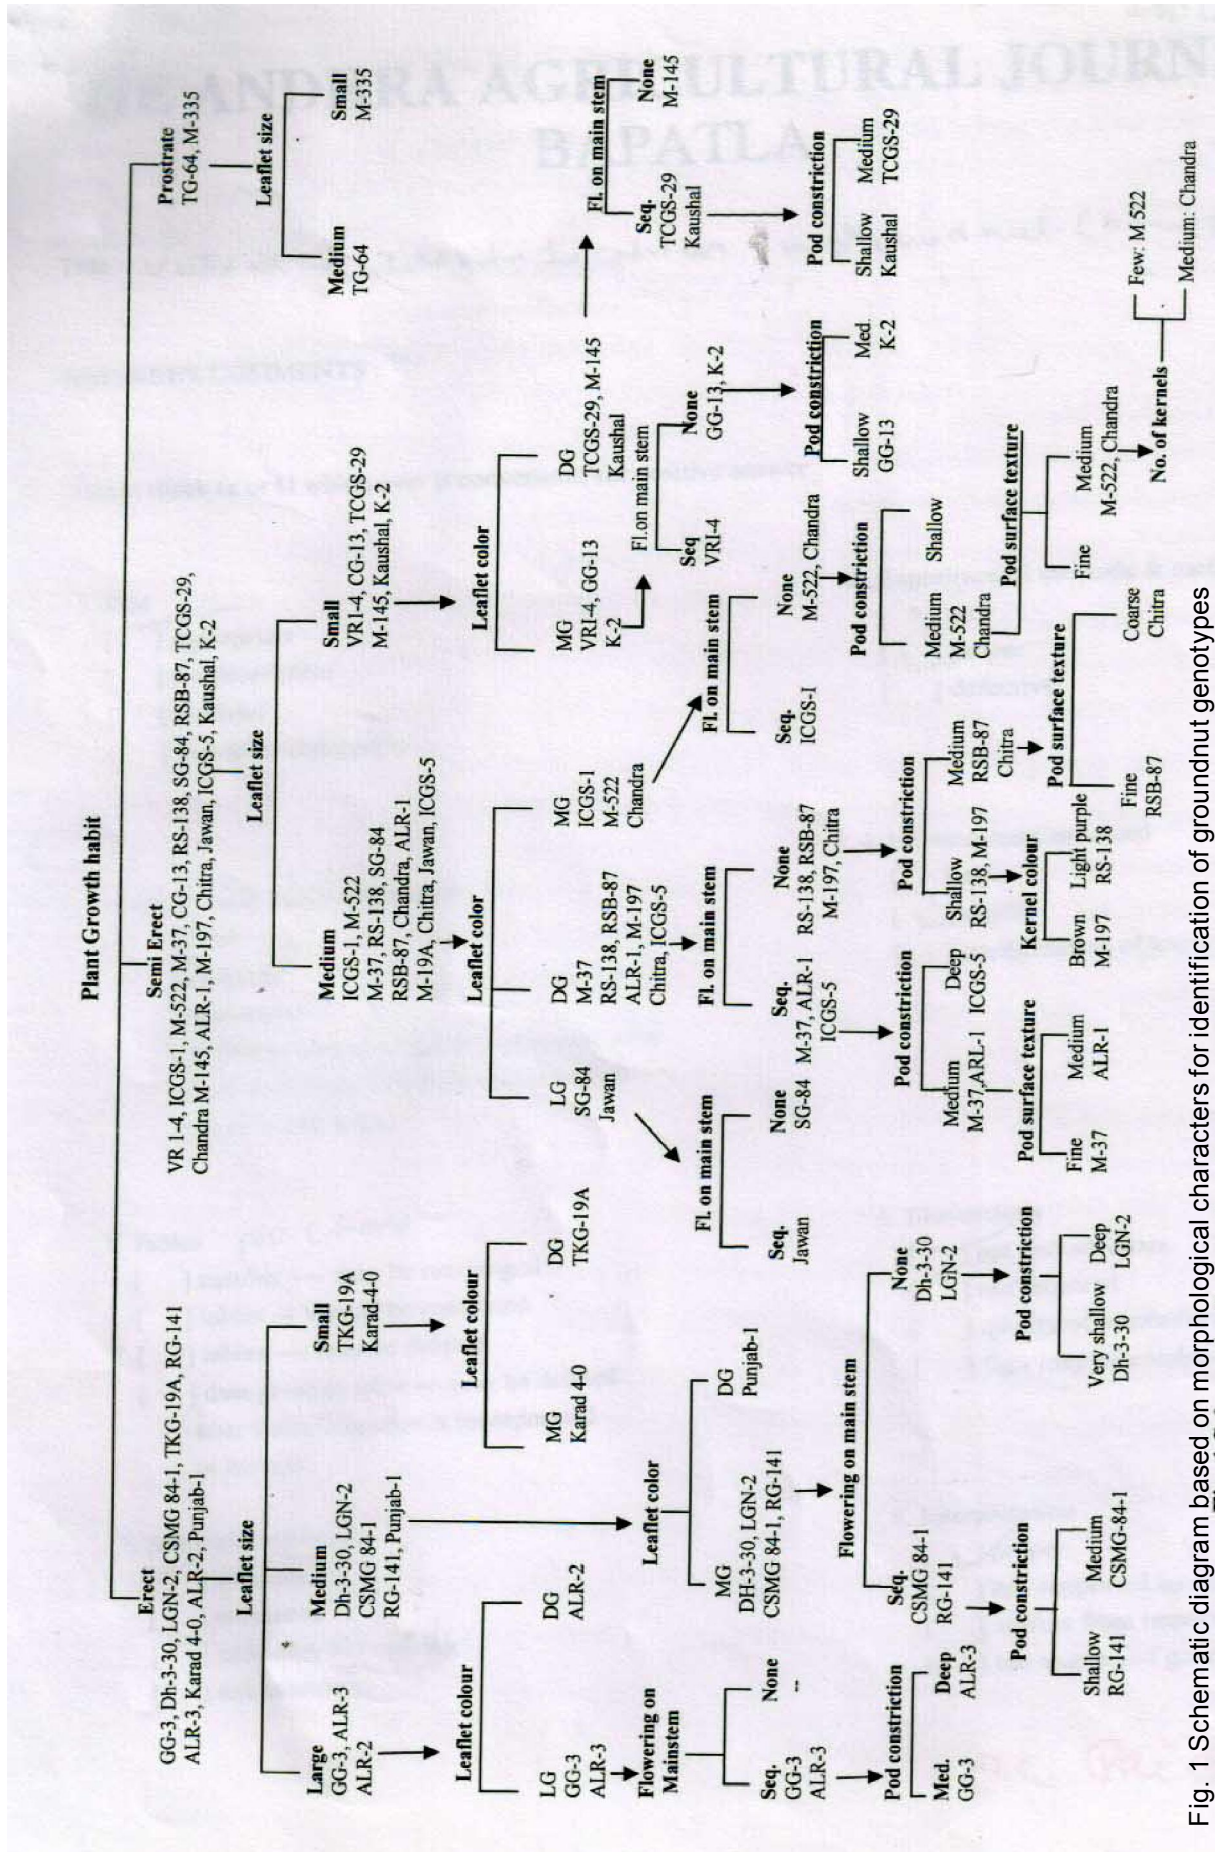 Plant Growth habit
Erect
GG-3, Dh-3-30, LGN-2, CSMG 84-1, TKG-19A, RG-141
ALR-3, Karad 4-0, ALR-2, Punjab-1
Semi Erect
VR 1-4, ICGS-1, M-522, M-37, CG-13, RS-138, SG-84, RSB-87, TCGS-29,
Chandra M-145, ALR-1, M-197, Chitra, Jawan, ICGS-5, Kaushal, K-2
Prostrate
TG-64, M-335
Leaflet size
Large
GG-3, ALR-3
ALR-2
Medium
Dh-3-30, LGN-2
CSMG 84-1
RG-141, Punjab-1
Small
TKG-19A
Karad-4-0
Leaflet size
Medium
ICGS-1, M-522
M-37, RS-138, SG-84
RSB-87, Chandra, ALR-1
M-19A, Chitra, Jawan, ICGS-5
Small
VR1-4, CG-13, TCGS-29
M-145, Kaushal, K-2
Leaflet size
Medium
TG-64
Small
M-335
Leaflet colour
LG
GG-3
ALR-3
DG
ALR-2
Leaflet colour
MG
Karad 4-0
DG
TKG-19A
Leaflet color
LG
SG-84
Jawan
DG
M-37
RS-138, RSB-87
ALR-1, M-197
Chitra, ICGS-5
MG
ICGS-1
M-522
Chandra
Leaflet color
MG
VRI-4, GG-13
K-2
DG
TCGS-29, M-145
Kaushal
Fl. on main stem
Seq.
TCGS-29
Kaushal
None
M-145
Flowering on
Mainstem
Seq.
GG-3
ALR-3
None
--
Leaflet color
MG
DH-3-30, LGN-2
CSMG 84-1, RG-141
DG
Punjab-1
Fl. on main stem
Seq.
Jawan
None
SG-84
Fl. on main stem
Seq.
M-37, ALR-1
ICGS-5
None
RS-138, RSB-87
M-197, Chitra
Fl. on main stem
Seq.
ICGS-1
None
M-522, Chandra
Fl. on main stem
Seq
VRI-4
None
GG-13, K-2
Pod constriction
Shallow
Kaushal
Medium
TCGS-29
Pod constriction
Med.
GG-3
Deep
ALR-3
Flowering on main stem
Seq.
CSMG 84-1
RG-141
None
Dh-3-30
LGN-2
Pod constriction
Medium
M-37,ARL-1
Deep
ICGS-5
Pod constriction
Shallow
RS-138, M-197
Medium
RSB-87
Chitra
Pod constriction
Medium
M-522
Chandra
Shallow
Pod constriction
Shallow
GG-13
Med.
K-2
Pod constriction
Shallow
RG-141
Medium
CSMG-84-1
Pod constriction
Very shallow
Dh-3-30
Deep
LGN-2
Pod surface texture
Fine
M-37
Medium
ALR-1
Kernel colour
Brown
M-197
Light purple
RS-138
Pod surface texture
Fine
RSB-87
Coarse
Chitra
Pod surface texture
Fine
Medium
M-522, Chandra
No. of kernels
Few: M 522
Medium: Chandra
Fig. 1 Schematic diagram based on morphological characters for identification of groundnut genotypes